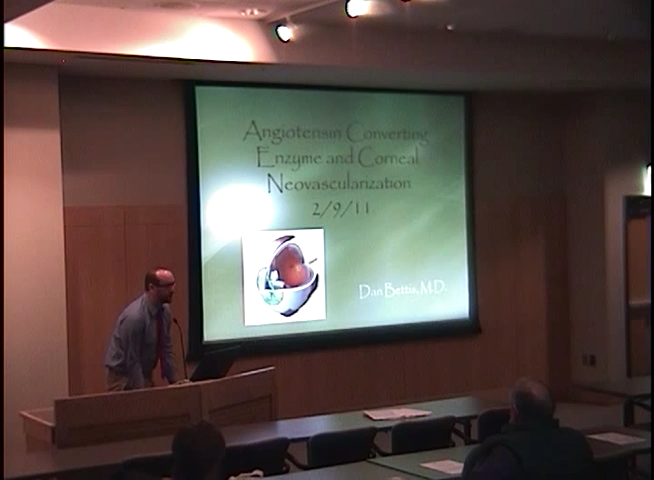 Angiotensin Converting
Enzyme and Corneal
Neovascularization
2/9/11
Dan Bettis, M.D.